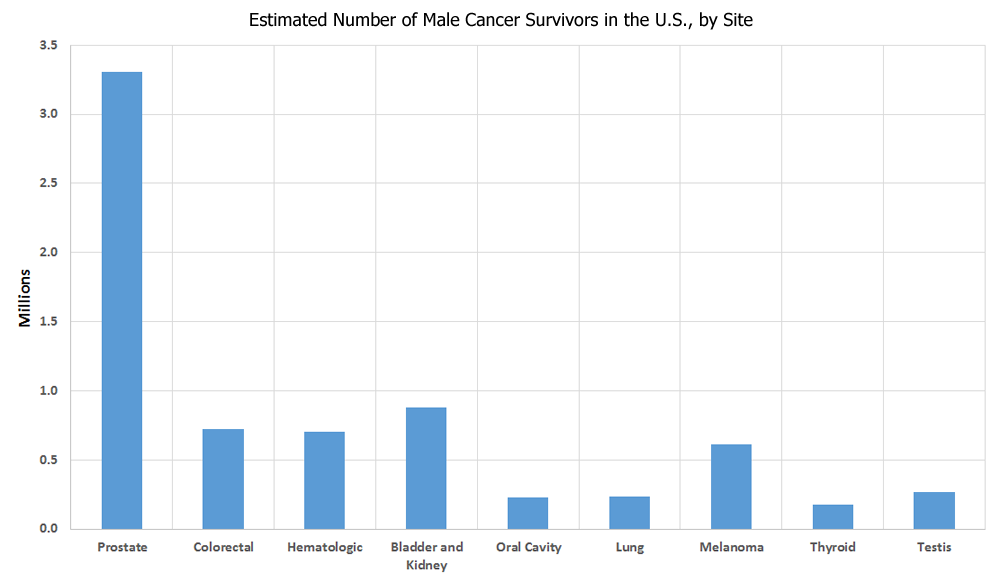 Estimated Number of Male Cancer Survivors in the U.S., by Site
3.5
3.0
2.5
2.0
1.5
1.0
0.5
0.0
Millions
Prostate
Colorectal
Hematologic
Bladder and
Kidney
Oral Cavity
Lung
Melanoma
Thyroid
Testis